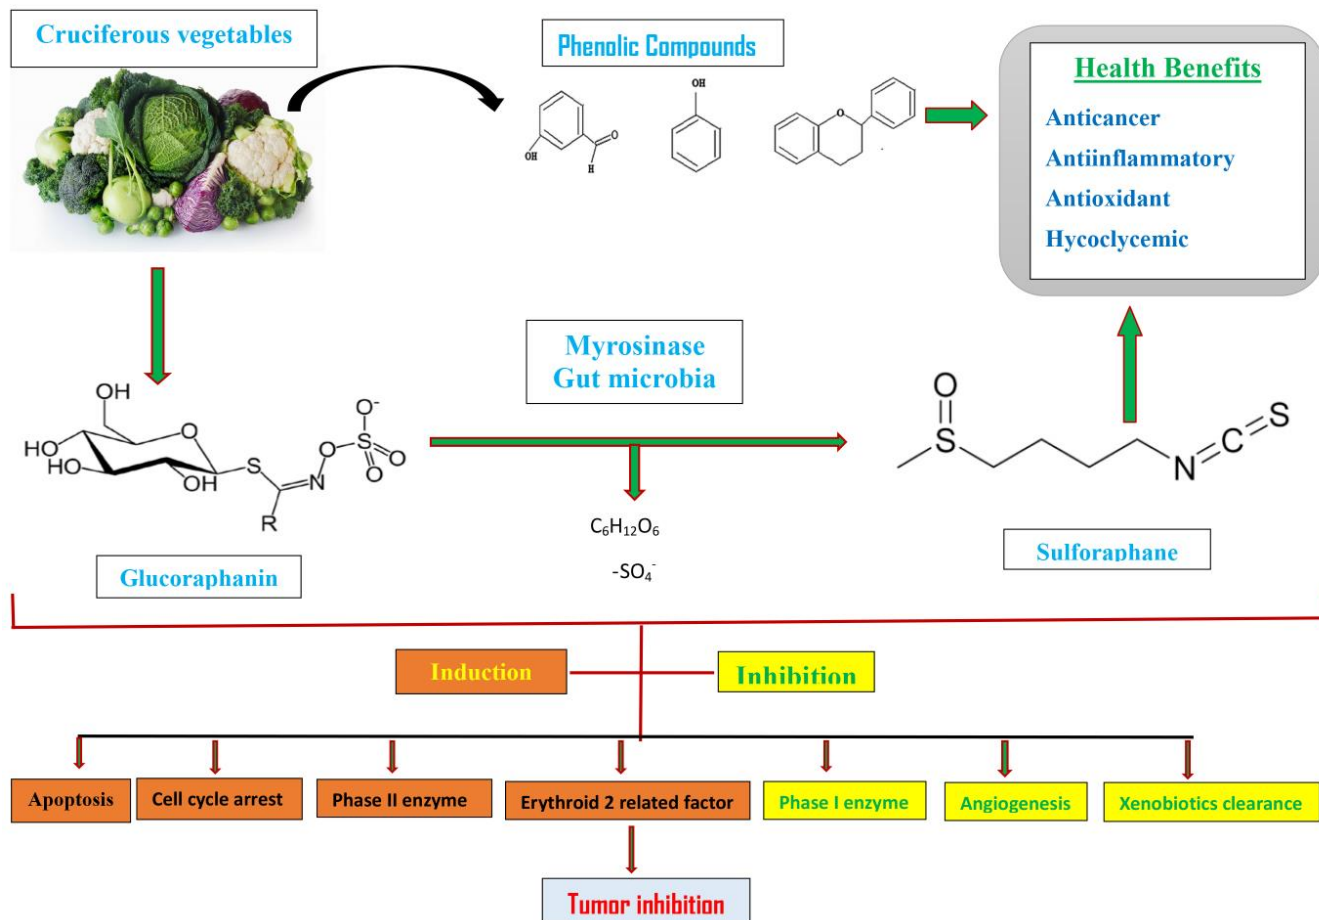 Cruciferous vegetables
Phenolic Compounds
OH
O
H
OH
O
Health Benefits
Anticancer
Antiinflammatory
Antioxidant
Hycoclycemic
Myrosinase
Gut microbia
OH
HO
HO
O
OH
S
N
R
O
S
O⁻
O
O
Glucoraphanin
C₆H₁₂O₆
-SO₄⁻
O
S
N
C
S
Sulforaphane
Induction
Inhibition
Apoptosis
Cell cycle arrest
Phase II enzyme
Erythroid 2 related factor
Phase I enzyme
Angiogenesis
Xenobiotics clearance
Tumor inhibition